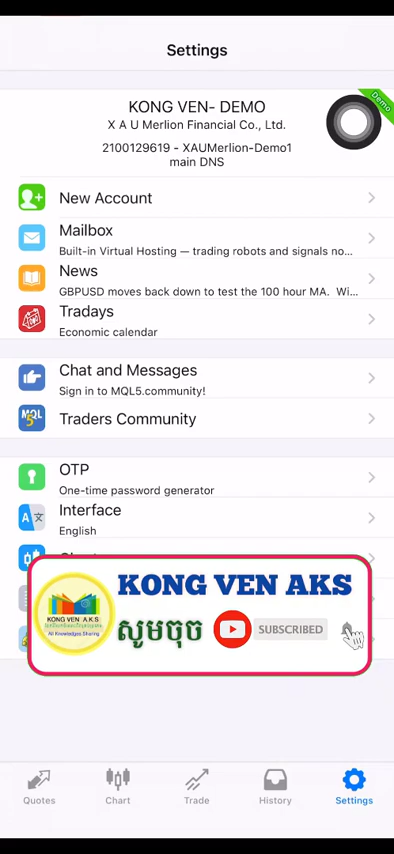 Settings
Demo
KONG VEN- DEMO
X A U Merlion Financial Co., Ltd.
2100129619 - XAUMerlion-Demo1
main DNS
New Account
Mailbox
Built-in Virtual Hosting — trading robots and signals no...
News
GBPUSD moves back down to test the 100 hour MA. Wi...
Tradays
Economic calendar
Chat and Messages
Sign in to MQL5.community!
MQL
5
Traders Community
OTP
One-time password generator
Interface
English
KONG VEN AKS
KONG VEN A.K.S
All Knowledges Sharing
សូមចុច
SUBSCRIBED
Quotes
Chart
Trade
History
Settings